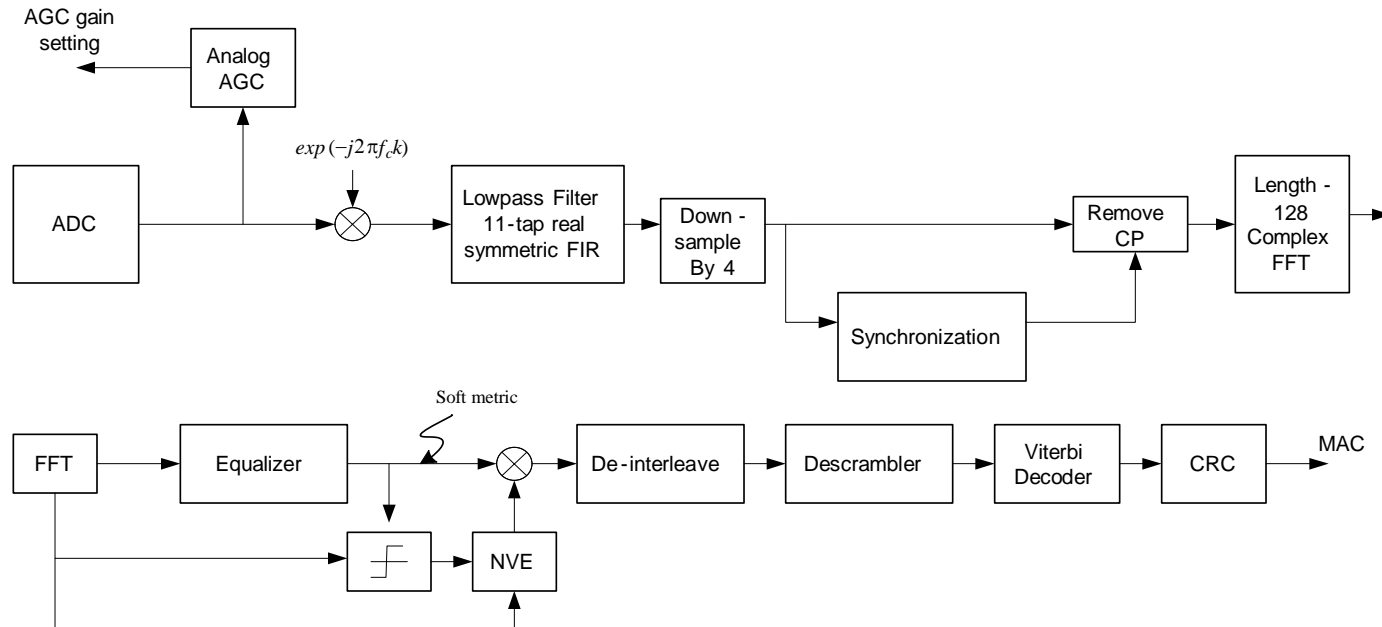 AGC gain
setting
Analog
AGC
exp (−j2πf_c k)
ADC
Lowpass Filter
11-tap real
symmetric FIR
Down -
sample
By 4
Remove
CP
Length -
128
Complex
FFT
Synchronization
Soft metric
FFT
Equalizer
De-interleave
Descrambler
Viterbi
Decoder
CRC
MAC
NVE